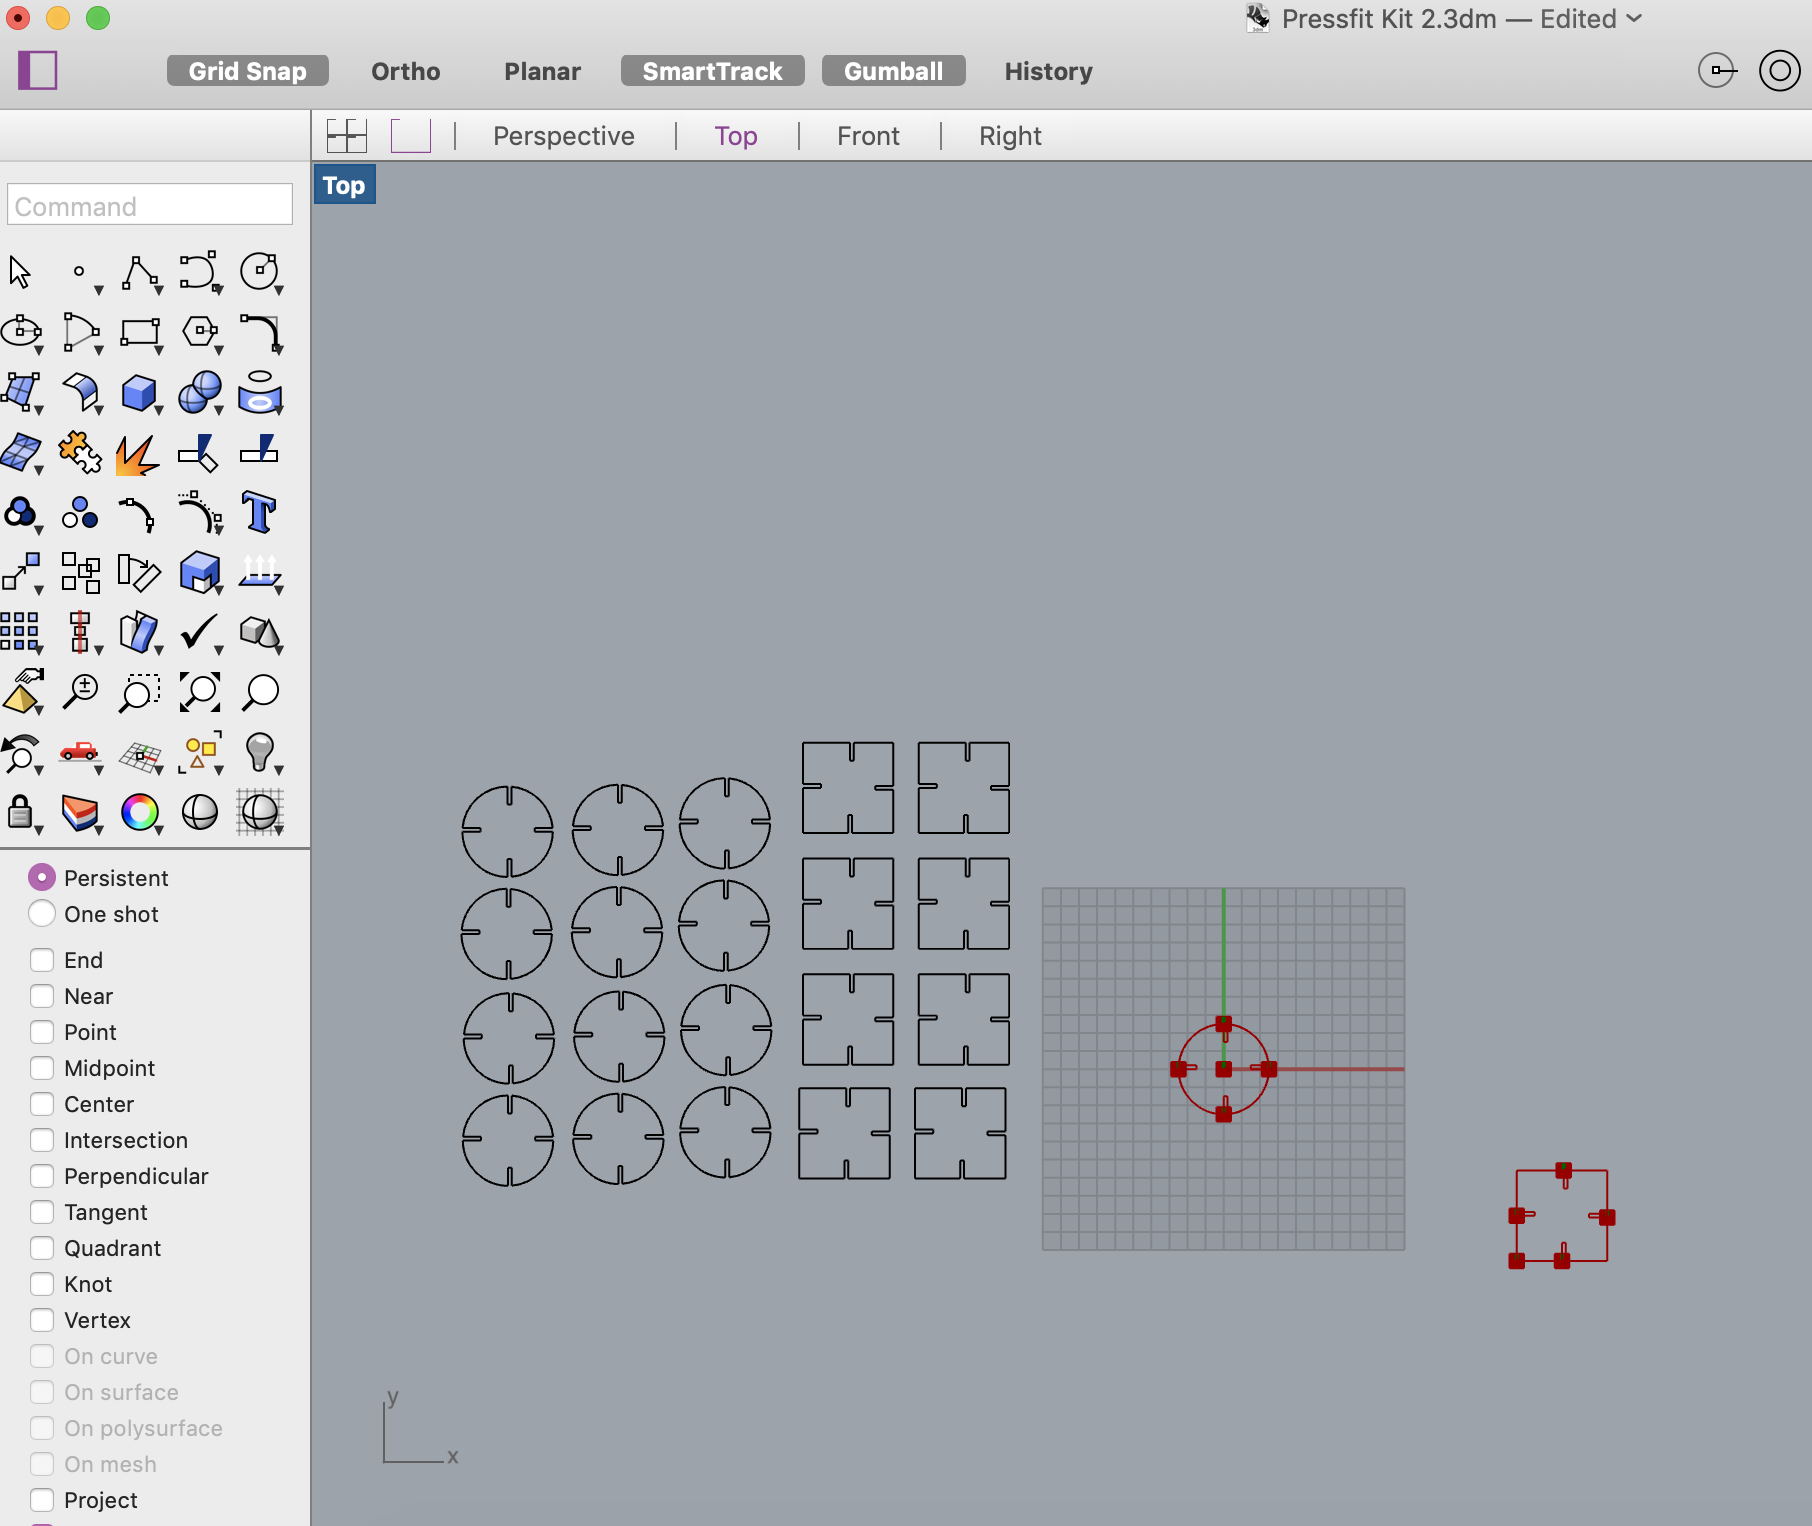 Pressfit Kit 2.3dm — Edited
Grid Snap Ortho Planar SmartTrack Gumball History
Perspective Top Front Right
Top
Command
Persistent
One shot
End
Near
Point
Midpoint
Center
Intersection
Perpendicular
Tangent
Quadrant
Knot
Vertex
On curve
On surface
On polysurface
On mesh
Project
y
x